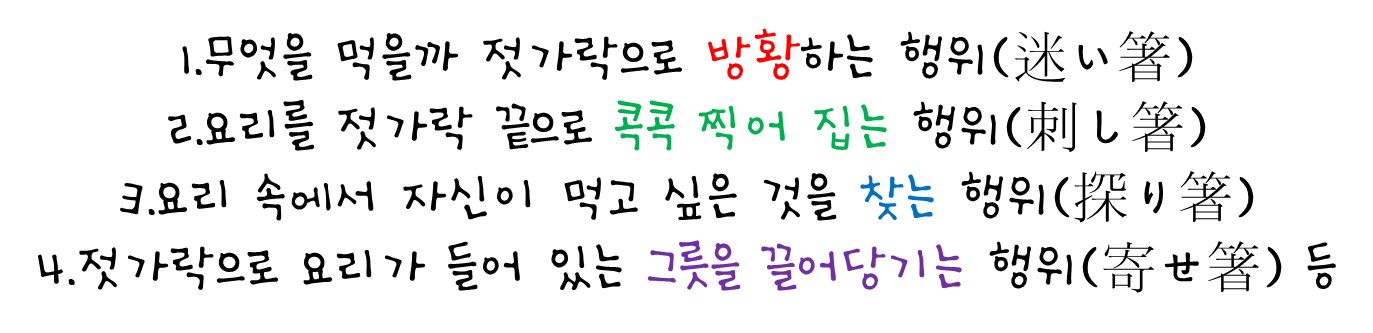 1.무엇을 먹을까 젓가락으로 방황하는 행위(迷い箸)
2.요리를 젓가락 끝으로 콕콕 찍어 집는 행위(刺し箸)
3.요리 속에서 자신이 먹고 싶은 것을 찾는 행위(探り箸)
4.젓가락으로 요리가 들어 있는 그릇을 끌어당기는 행위(寄せ箸) 등